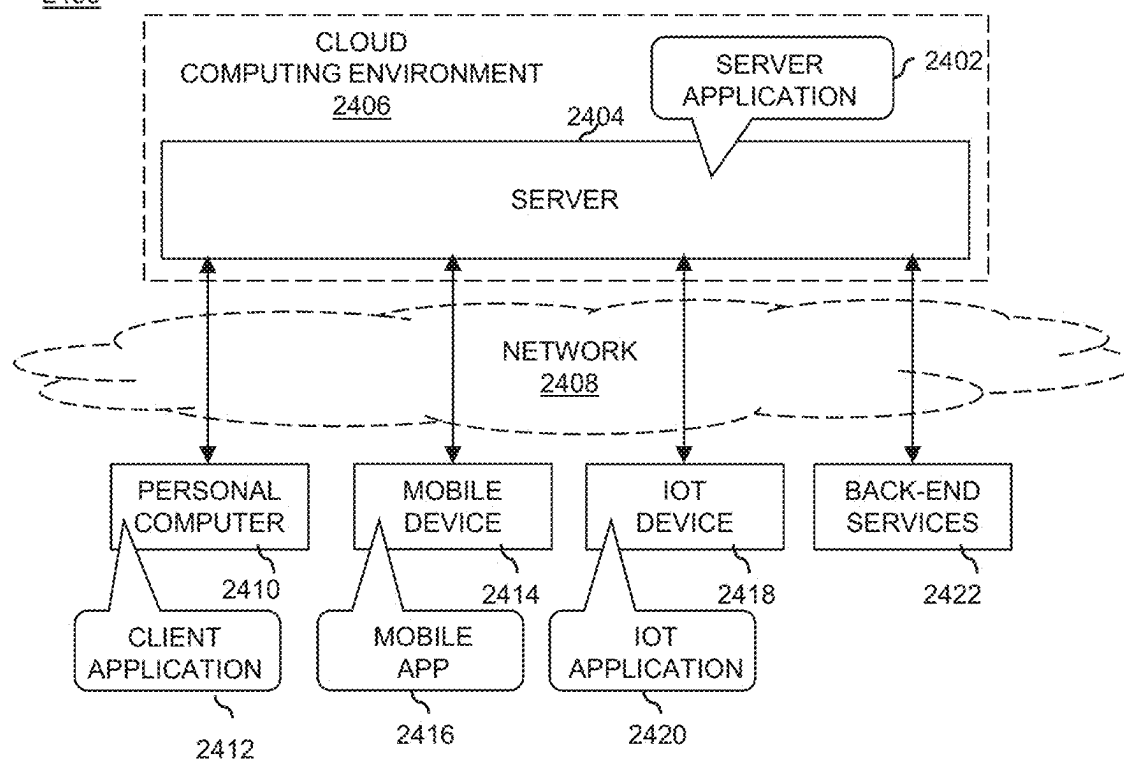 CLOUD
COMPUTING ENVIRONMENT
2406
SERVER
APPLICATION
2402
2404
SERVER
NETWORK
2408
PERSONAL
COMPUTER
MOBILE
DEVICE
IOT
DEVICE
BACK-END
SERVICES
2410
2414
2418
2422
CLIENT
APPLICATION
MOBILE
APP
IOT
APPLICATION
2412
2416
2420